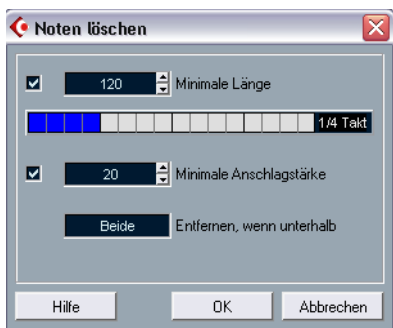 Noten löschen
120 Minimale Länge
1/4 Takt
20 Minimale Anschlagstärke
Beide Entfernen, wenn unterhalb
Hilfe OK Abbrechen